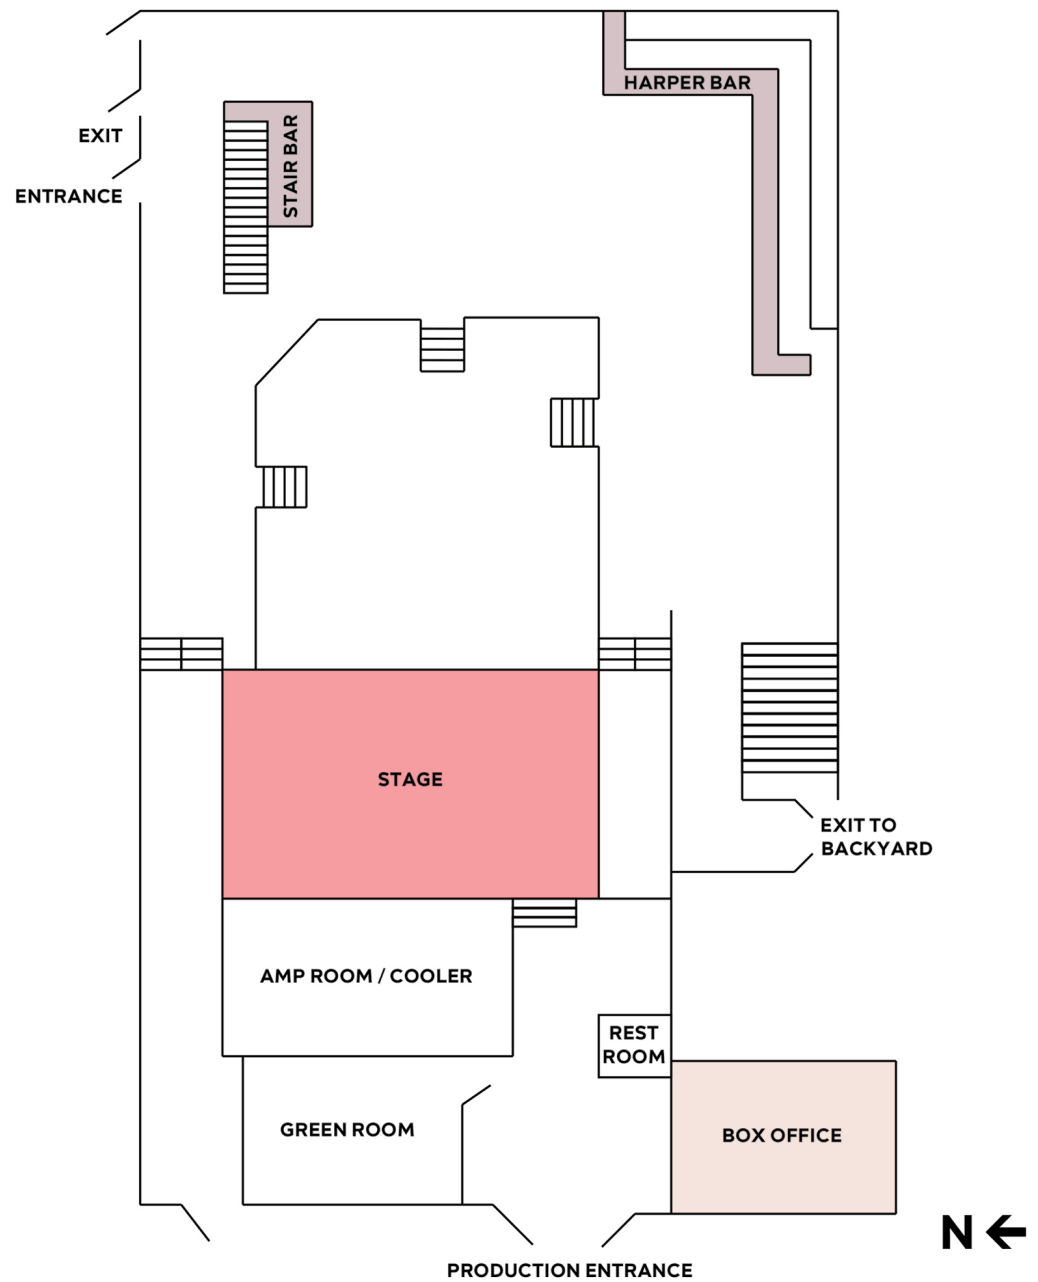 HARPER BAR
STAIR BAR
EXIT
ENTRANCE
STAGE
EXIT TO
BACKYARD
AMP ROOM / COOLER
REST
ROOM
GREEN ROOM
BOX OFFICE
N
PRODUCTION ENTRANCE